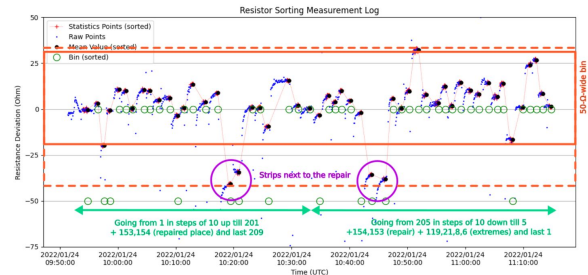 Resistor Sorting Measurement Log
Statistics Points (sorted)
Raw Points
Mean Value (sorted)
Bin (sorted)
75
50
25
0
−25
−50
−75
Resistance Deviation (Ohm)
50-Ω-wide bin
Strips next to the repair
Going from 1 in steps of 10 up till 201
+ 153,154 (repaired place) and last 209
Going from 205 in steps of 10 down till 5
+154,153 (repair) + 119,21,8,6 (extremes) + last 1
2022/01/24 2022/01/24 2022/01/24 2022/01/24 2022/01/24 2022/01/24 2022/01/24 2022/01/24 2022/01/24
09:50:00 10:00:00 10:10:00 10:20:00 10:30:00 10:40:00 10:50:00 11:00:00 11:10:00
Time (UTC)